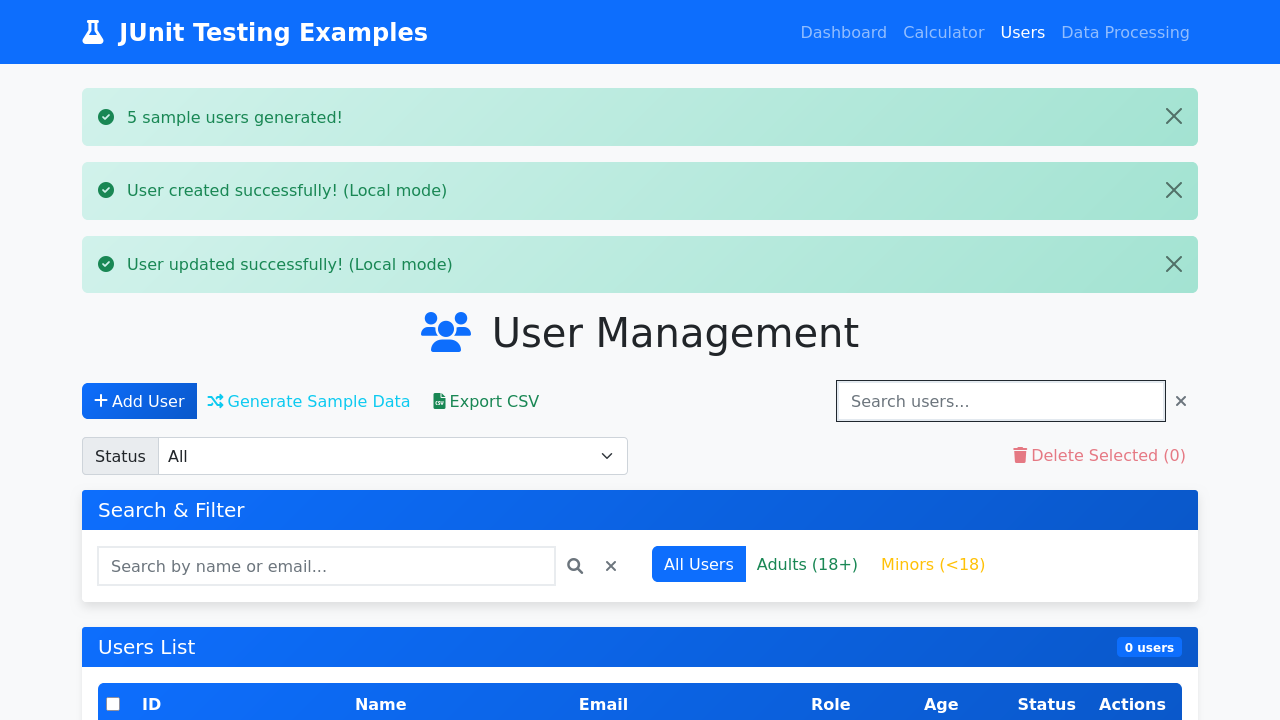 JUnit Testing Examples
Dashboard Calculator Users Data Processing
5 sample users generated!
User created successfully! (Local mode)
User updated successfully! (Local mode)
User Management
Add User Generate Sample Data Export CSV Search users...
Status All Delete Selected (0)
Search & Filter
Search by name or email... All Users Adults (18+) Minors (<18)
Users List 0 users
ID Name Email Role Age Status Actions